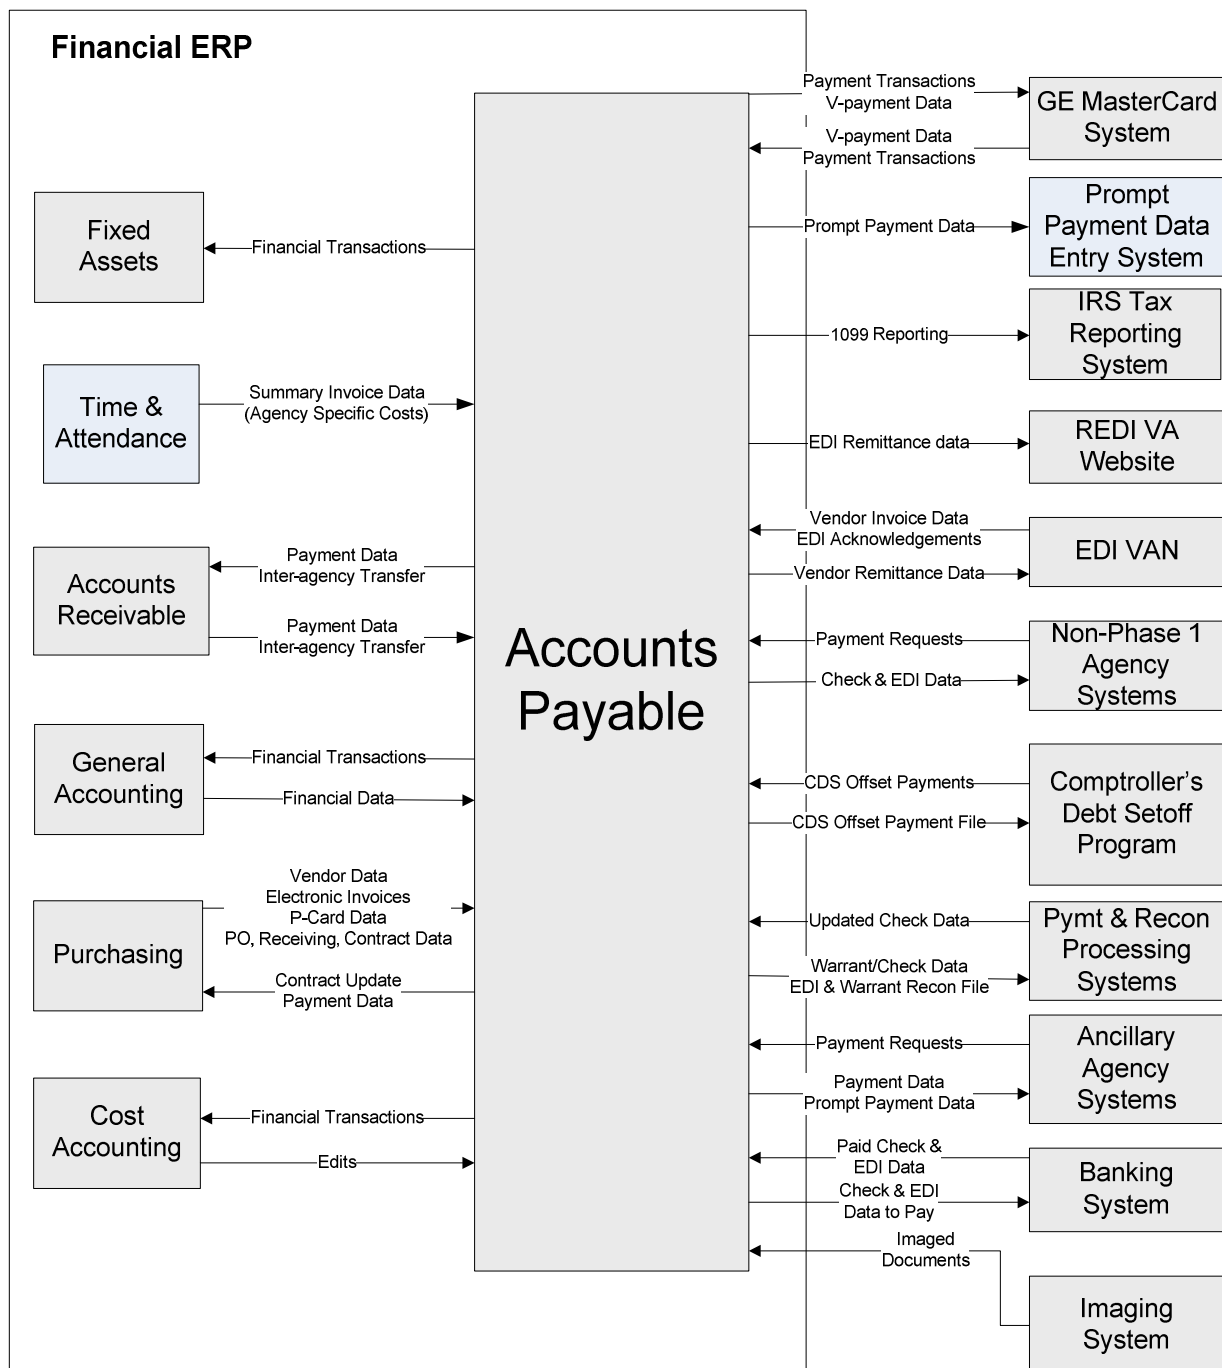 Financial ERP
Accounts
Payable
Fixed
Assets
Financial Transactions
Time &
Attendance
Summary Invoice Data
(Agency Specific Costs)
Accounts
Receivable
Payment Data
Inter-agency Transfer
Payment Data
Inter-agency Transfer
General
Accounting
Financial Transactions
Financial Data
Purchasing
Vendor Data
Electronic Invoices
P-Card Data
PO, Receiving, Contract Data
Contract Update
Payment Data
Cost
Accounting
Financial Transactions
Edits
Payment Transactions
V-payment Data
V-payment Data
Payment Transactions
GE MasterCard
System
Prompt Payment Data
Prompt
Payment Data
Entry System
1099 Reporting
IRS Tax
Reporting
System
EDI Remittance data
REDI VA
Website
Vendor Invoice Data
EDI Acknowledgements
Vendor Remittance Data
EDI VAN
Payment Requests
Check & EDI Data
Non-Phase 1
Agency
Systems
CDS Offset Payments
CDS Offset Payment File
Comptroller’s
Debt Setoff
Program
Updated Check Data
Warrant/Check Data
EDI & Warrant Recon File
Pymt & Recon
Processing
Systems
Payment Requests
Payment Data
Prompt Payment Data
Ancillary
Agency
Systems
Paid Check &
EDI Data
Check & EDI
Data to Pay
Banking
System
Imaged
Documents
Imaging
System